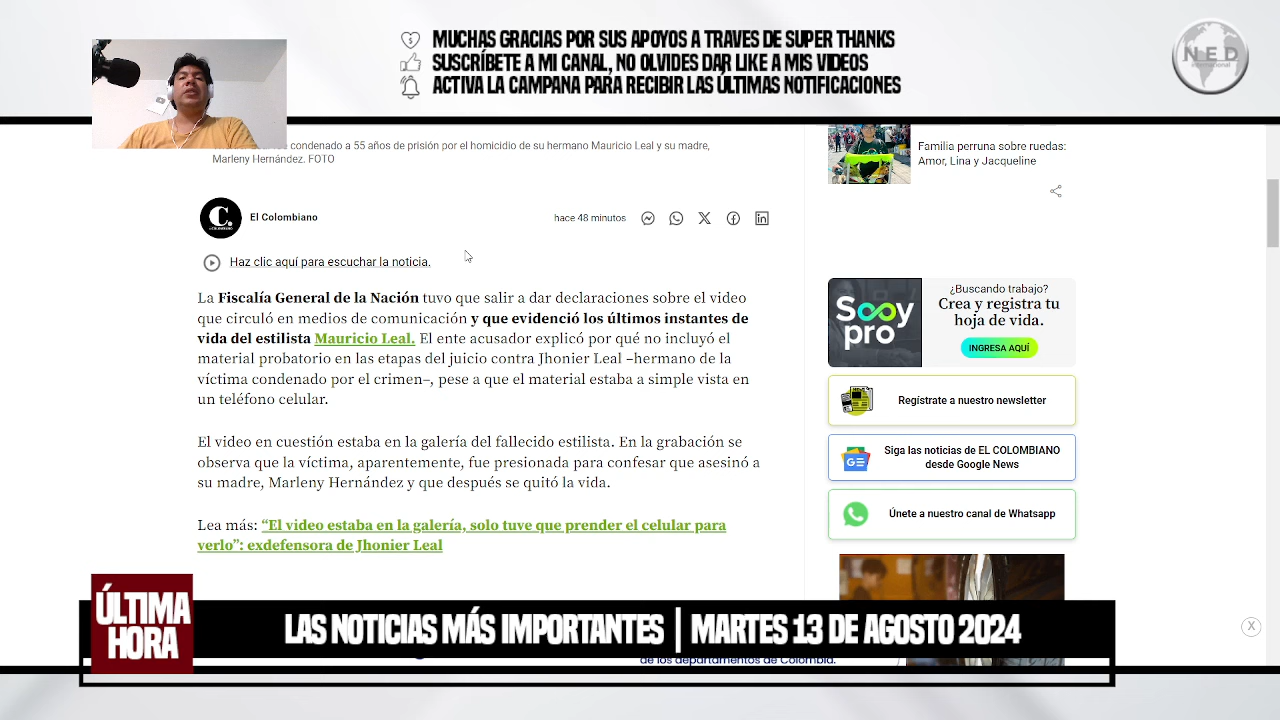 MUCHAS GRACIAS POR SUS APOYOS A TRAVES DE SUPER THANKS
SUSCRÍBETE A MI CANAL, NO OLVIDES DAR LIKE A MIS VIDEOS
ACTIVA LA CAMPANA PARA RECIBIR LAS ÚLTIMAS NOTIFICACIONES
N.E.D
International
condenado a 55 años de prisión por el homicidio de su hermano Mauricio Leal y su madre,
Marleny Hernández. FOTO
El Colombiano
hace 48 minutos
Haz clic aquí para escuchar la noticia.
La Fiscalía General de la Nación tuvo que salir a dar declaraciones sobre el video
que circuló en medios de comunicación y que evidenció los últimos instantes de
vida del estilista Mauricio Leal. El ente acusador explicó por qué no incluyó el
material probatorio en las etapas del juicio contra Jhonier Leal –hermano de la
víctima condenado por el crimen–, pese a que el material estaba a simple vista en
un teléfono celular.
El video en cuestión estaba en la galería del fallecido estilista. En la grabación se
observa que la víctima, aparentemente, fue presionada para confesar que asesinó a
su madre, Marleny Hernández y que después se quitó la vida.
Lea más: “El video estaba en la galería, solo tuve que prender el celular para
verlo”: exdefensora de Jhonier Leal
Familia perruna sobre ruedas:
Amor, Lina y Jacqueline
Sooy
pro
¿Buscando trabajo?
Crea y registra tu
hoja de vida.
INGRESA AQUÍ
Regístrate a nuestro newsletter
Siga las noticias de EL COLOMBIANO
desde Google News
Únete a nuestro canal de Whatsapp
X
ÚLTIMA
HORA
LAS NOTICIAS MÁS IMPORTANTES | MARTES 13 DE AGOSTO 2024
de los departamentos de Colombia.